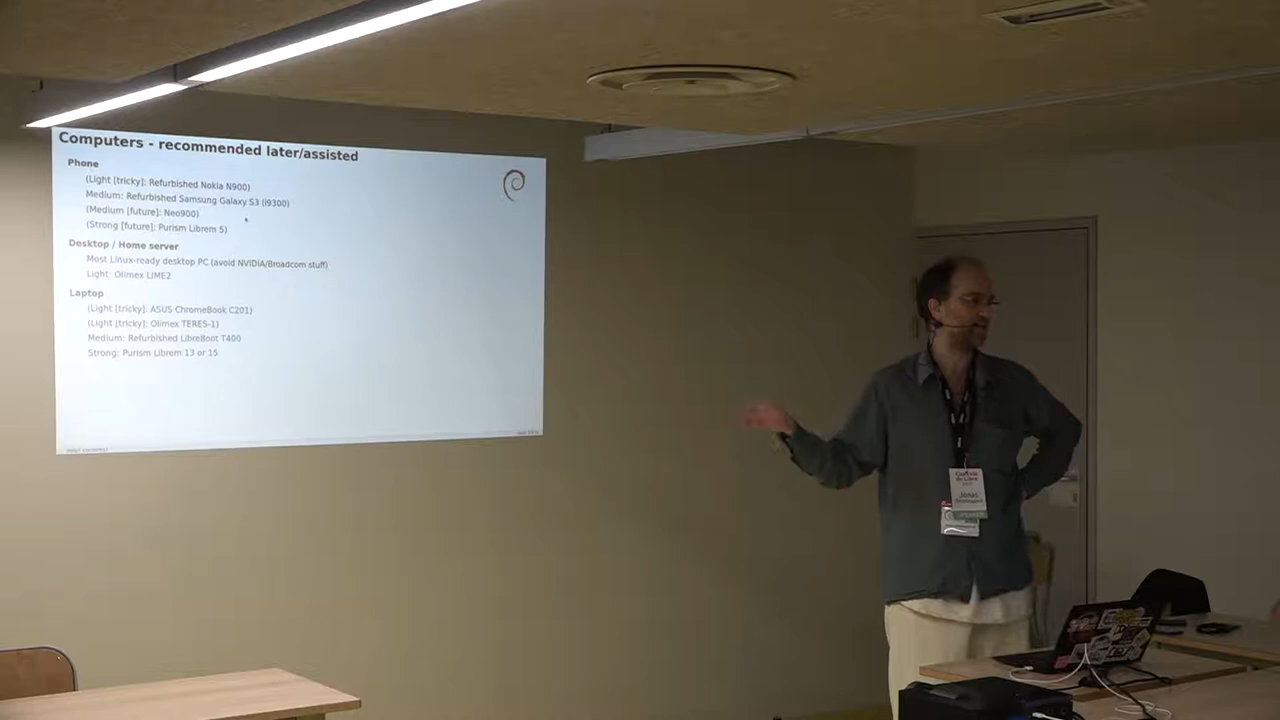 Computers - recommended later/assisted
Phone
(Light [tricky]: Refurbished Nokia N900)
Medium: Refurbished Samsung Galaxy S3 (i9300)
(Medium [future]: Neo900)
(Strong [future]: Purism Librem 5)
Desktop / Home server
Most Linux-ready desktop PC (avoid NVIDIA/Broadcom stuff)
Light: Olimex LIME2
Laptop
(Light [tricky]: ASUS ChromeBook C201)
(Light [tricky]: Olimex TERES-1)
Medium: Refurbished LibreBoot T400
Strong: Purism Librem 13 or 15
JONAS
SPEAKER